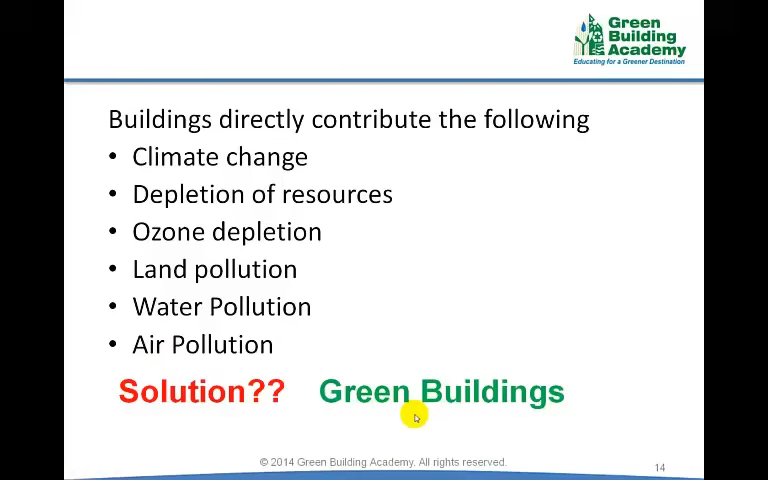 Green
Building
Academy
Educating for a Greener Destination
Buildings directly contribute the following
• Climate change
• Depletion of resources
• Ozone depletion
• Land pollution
• Water Pollution
• Air Pollution
Solution?? Green Buildings
© 2014 Green Building Academy. All rights reserved.
14